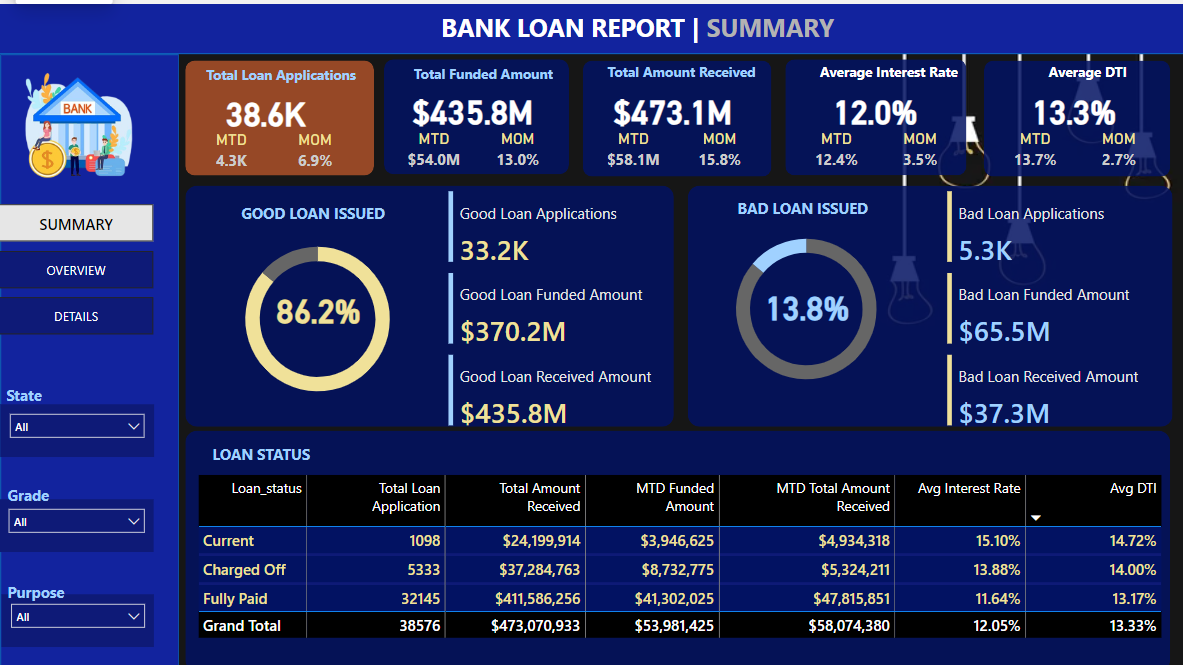 BANK LOAN REPORT | SUMMARY
BANK
$
SUMMARY
OVERVIEW
DETAILS
State
All
Grade
All
Purpose
All
Total Loan Applications
38.6K
MTD MOM
4.3K 6.9%
Total Funded Amount
$435.8M
MTD MOM
$54.0M 13.0%
Total Amount Received
$473.1M
MTD MOM
$58.1M 15.8%
Average Interest Rate
12.0%
MTD MOM
12.4% 3.5%
Average DTI
13.3%
MTD MOM
13.7% 2.7%
GOOD LOAN ISSUED
86.2%
Good Loan Applications
33.2K
Good Loan Funded Amount
$370.2M
Good Loan Received Amount
$435.8M
BAD LOAN ISSUED
13.8%
Bad Loan Applications
5.3K
Bad Loan Funded Amount
$65.5M
Bad Loan Received Amount
$37.3M
LOAN STATUS
Loan_status Total Loan Application Total Amount Received MTD Funded Amount MTD Total Amount Received Avg Interest Rate Avg DTI
Current 1098 $24,199,914 $3,946,625 $4,934,318 15.10% 14.72%
Charged Off 5333 $37,284,763 $8,732,775 $5,324,211 13.88% 14.00%
Fully Paid 32145 $411,586,256 $41,302,025 $47,815,851 11.64% 13.17%
Grand Total 38576 $473,070,933 $53,981,425 $58,074,380 12.05% 13.33%